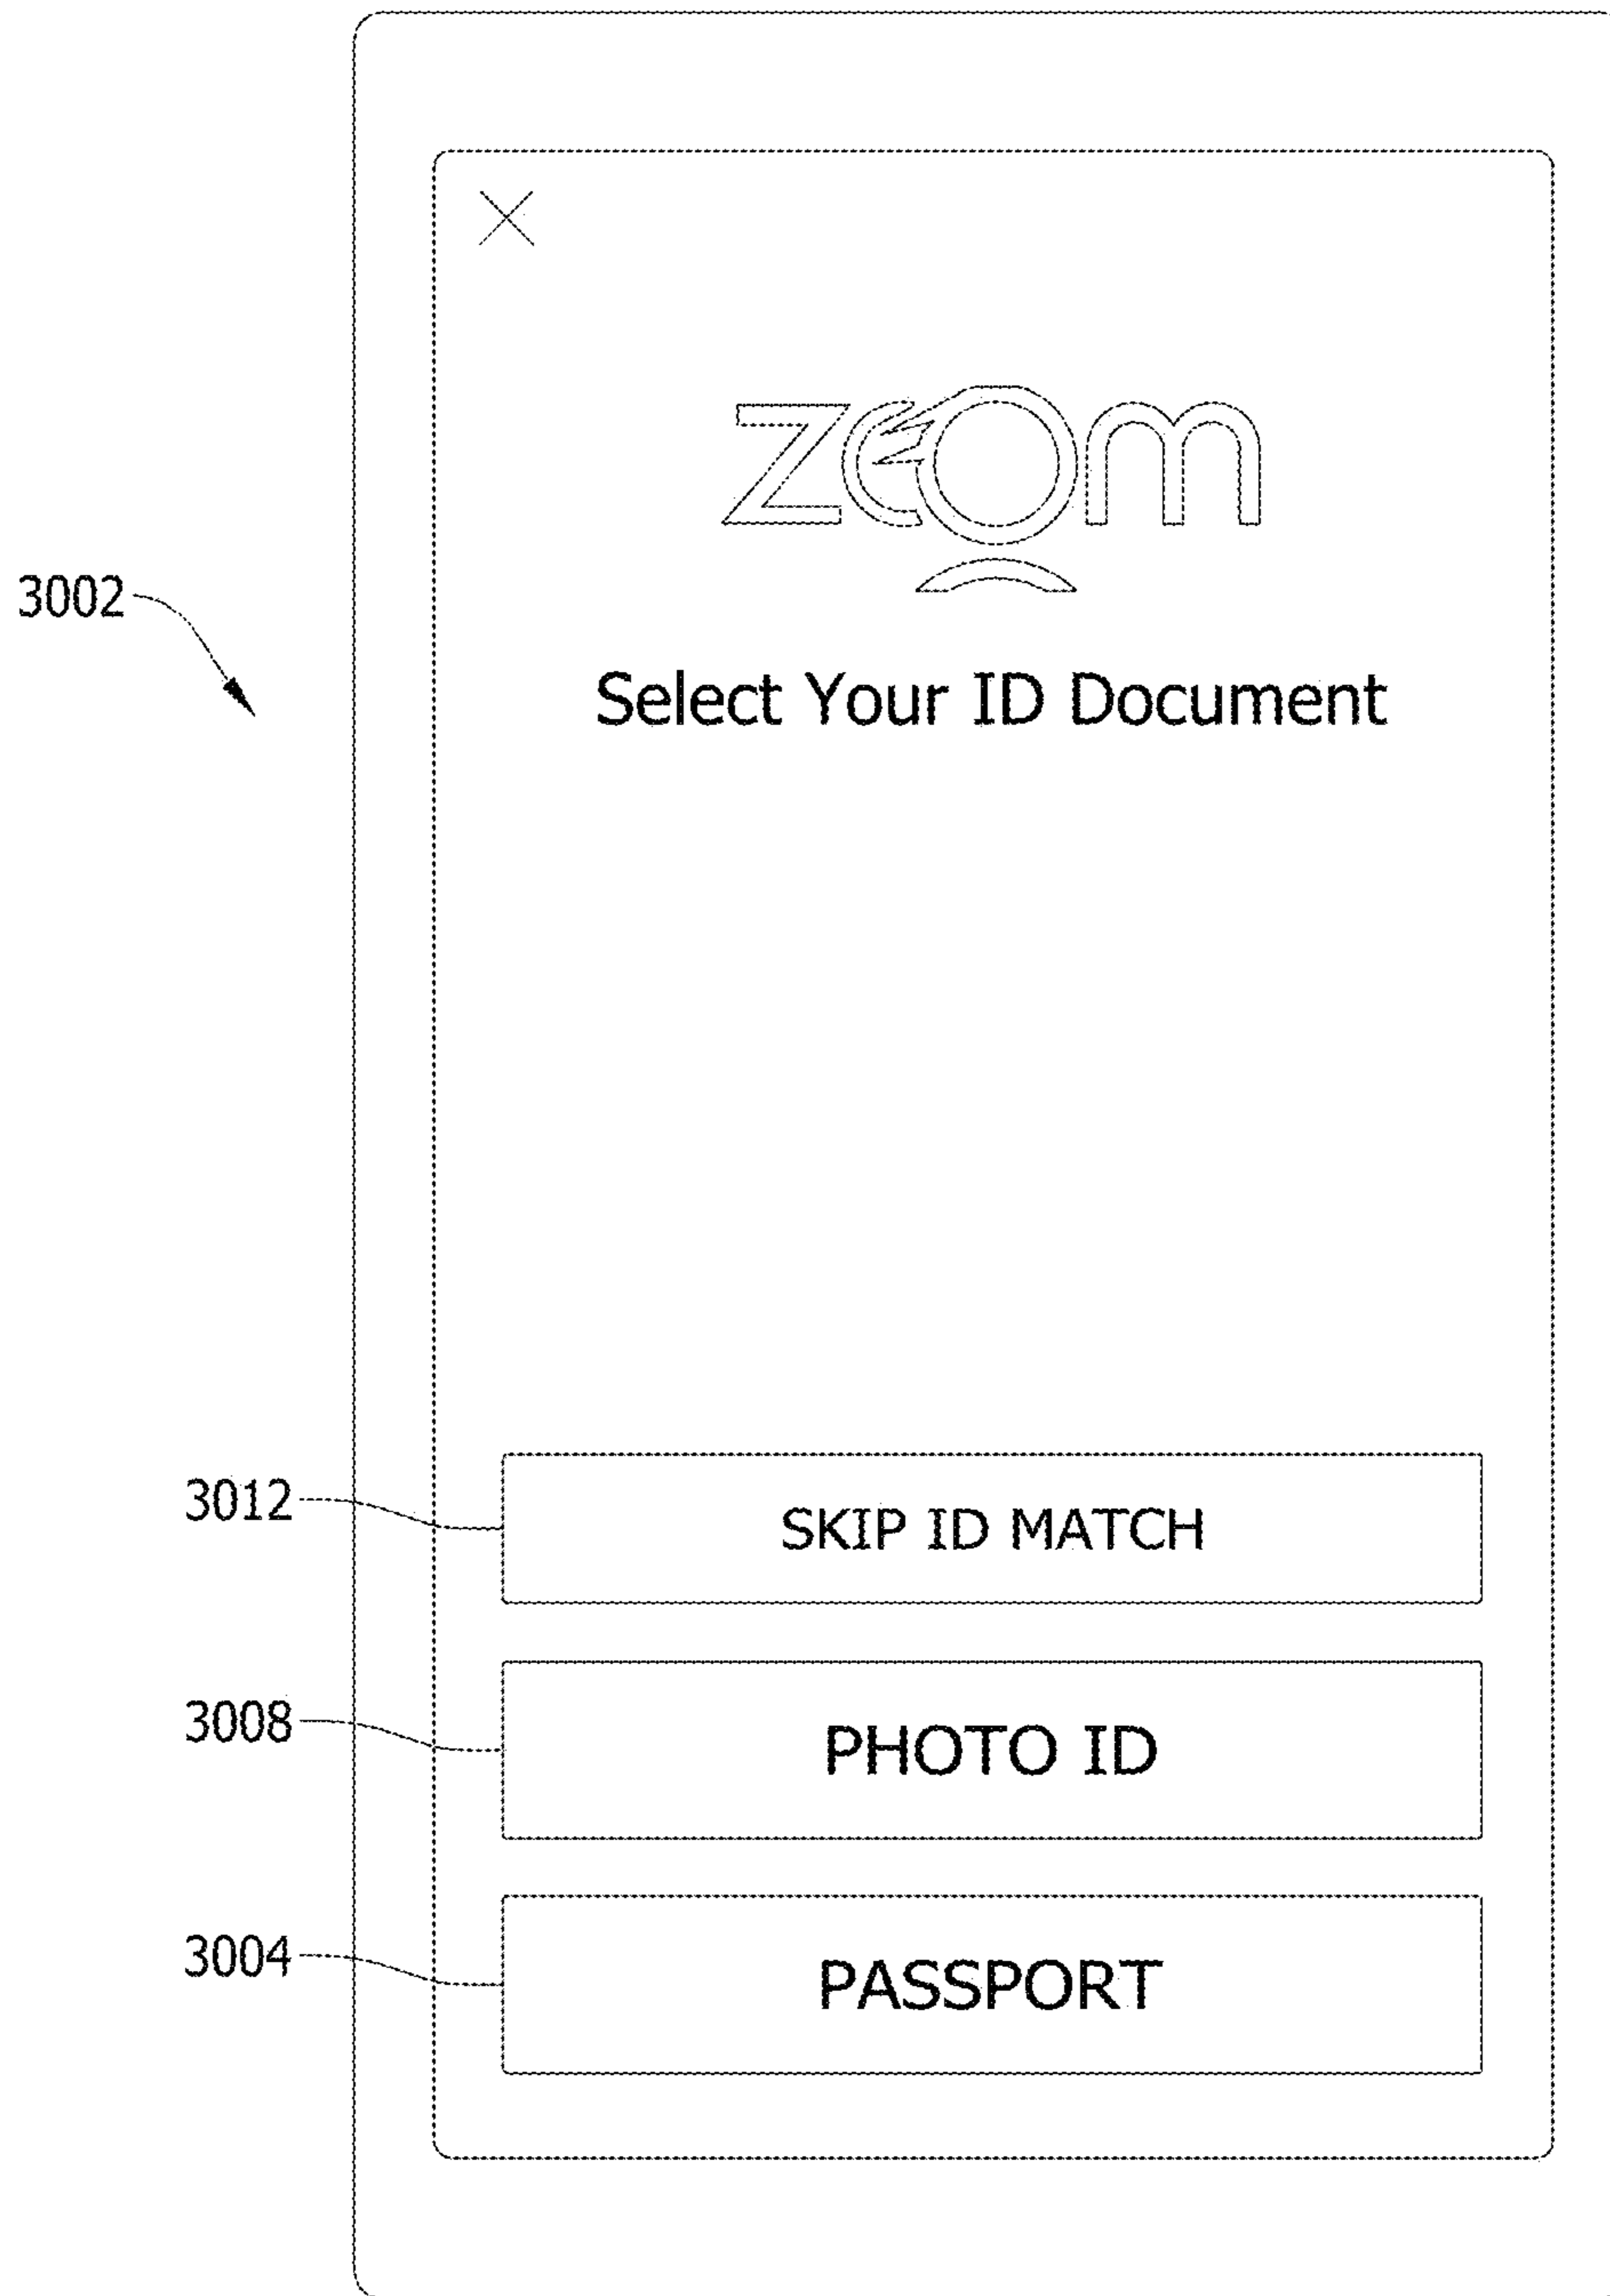 zoom
3002
Select Your ID Document
3012
SKIP ID MATCH
3008
PHOTO ID
3004
PASSPORT